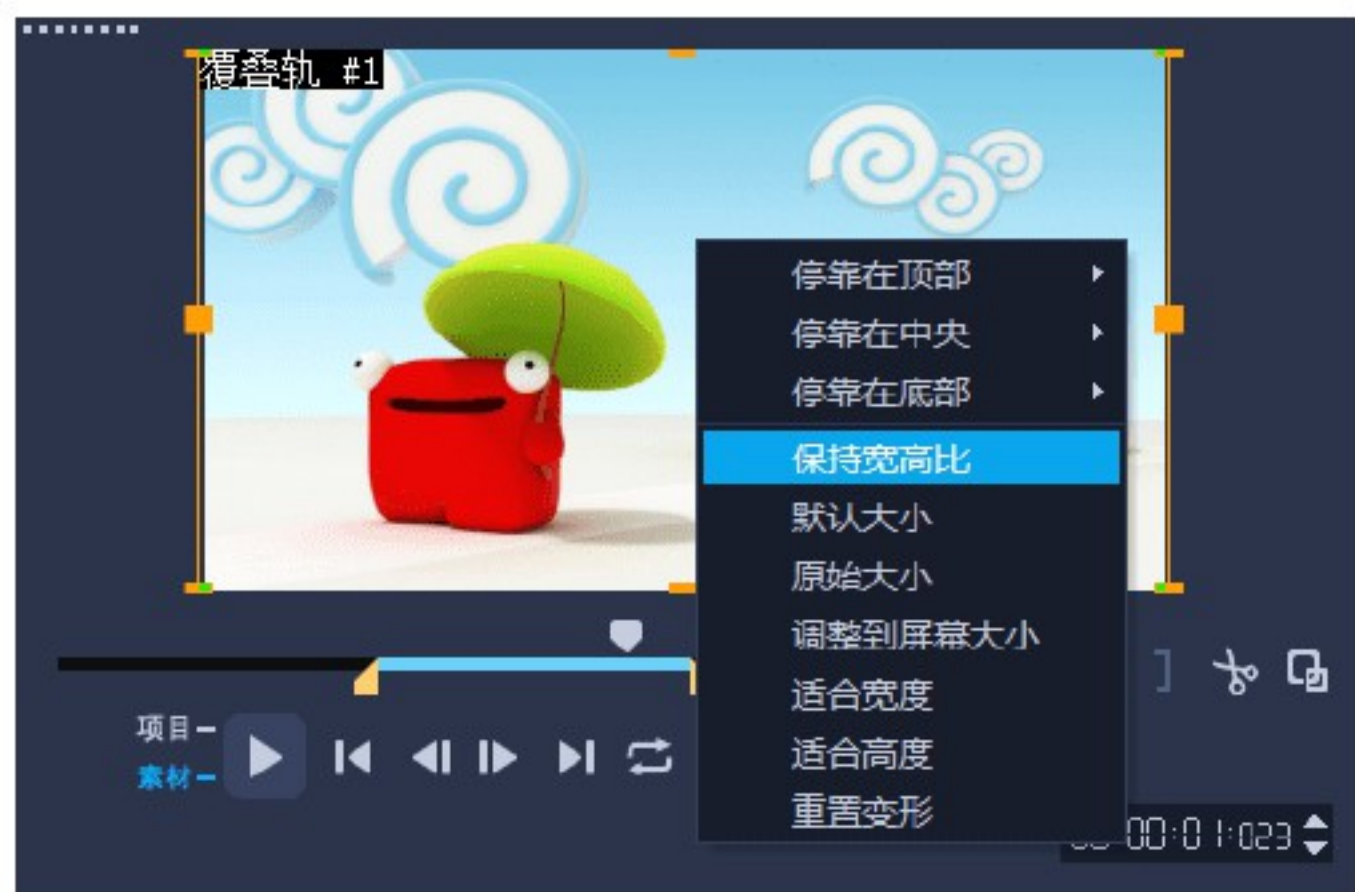 覆叠轨 #1
停靠在顶部
停靠在中央
停靠在底部
保持宽高比
默认大小
原始大小
调整到屏幕大小
适合宽度
适合高度
重置变形
项目
素材
00:01:023